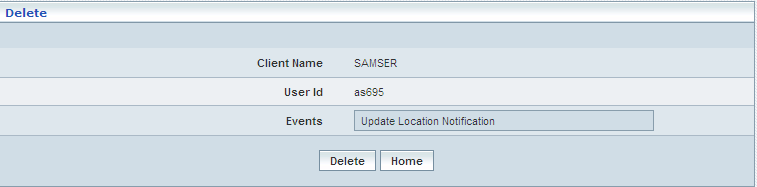 Delete
Client Name SAMSER
User Id as695
Events Update Location Notification
Delete Home